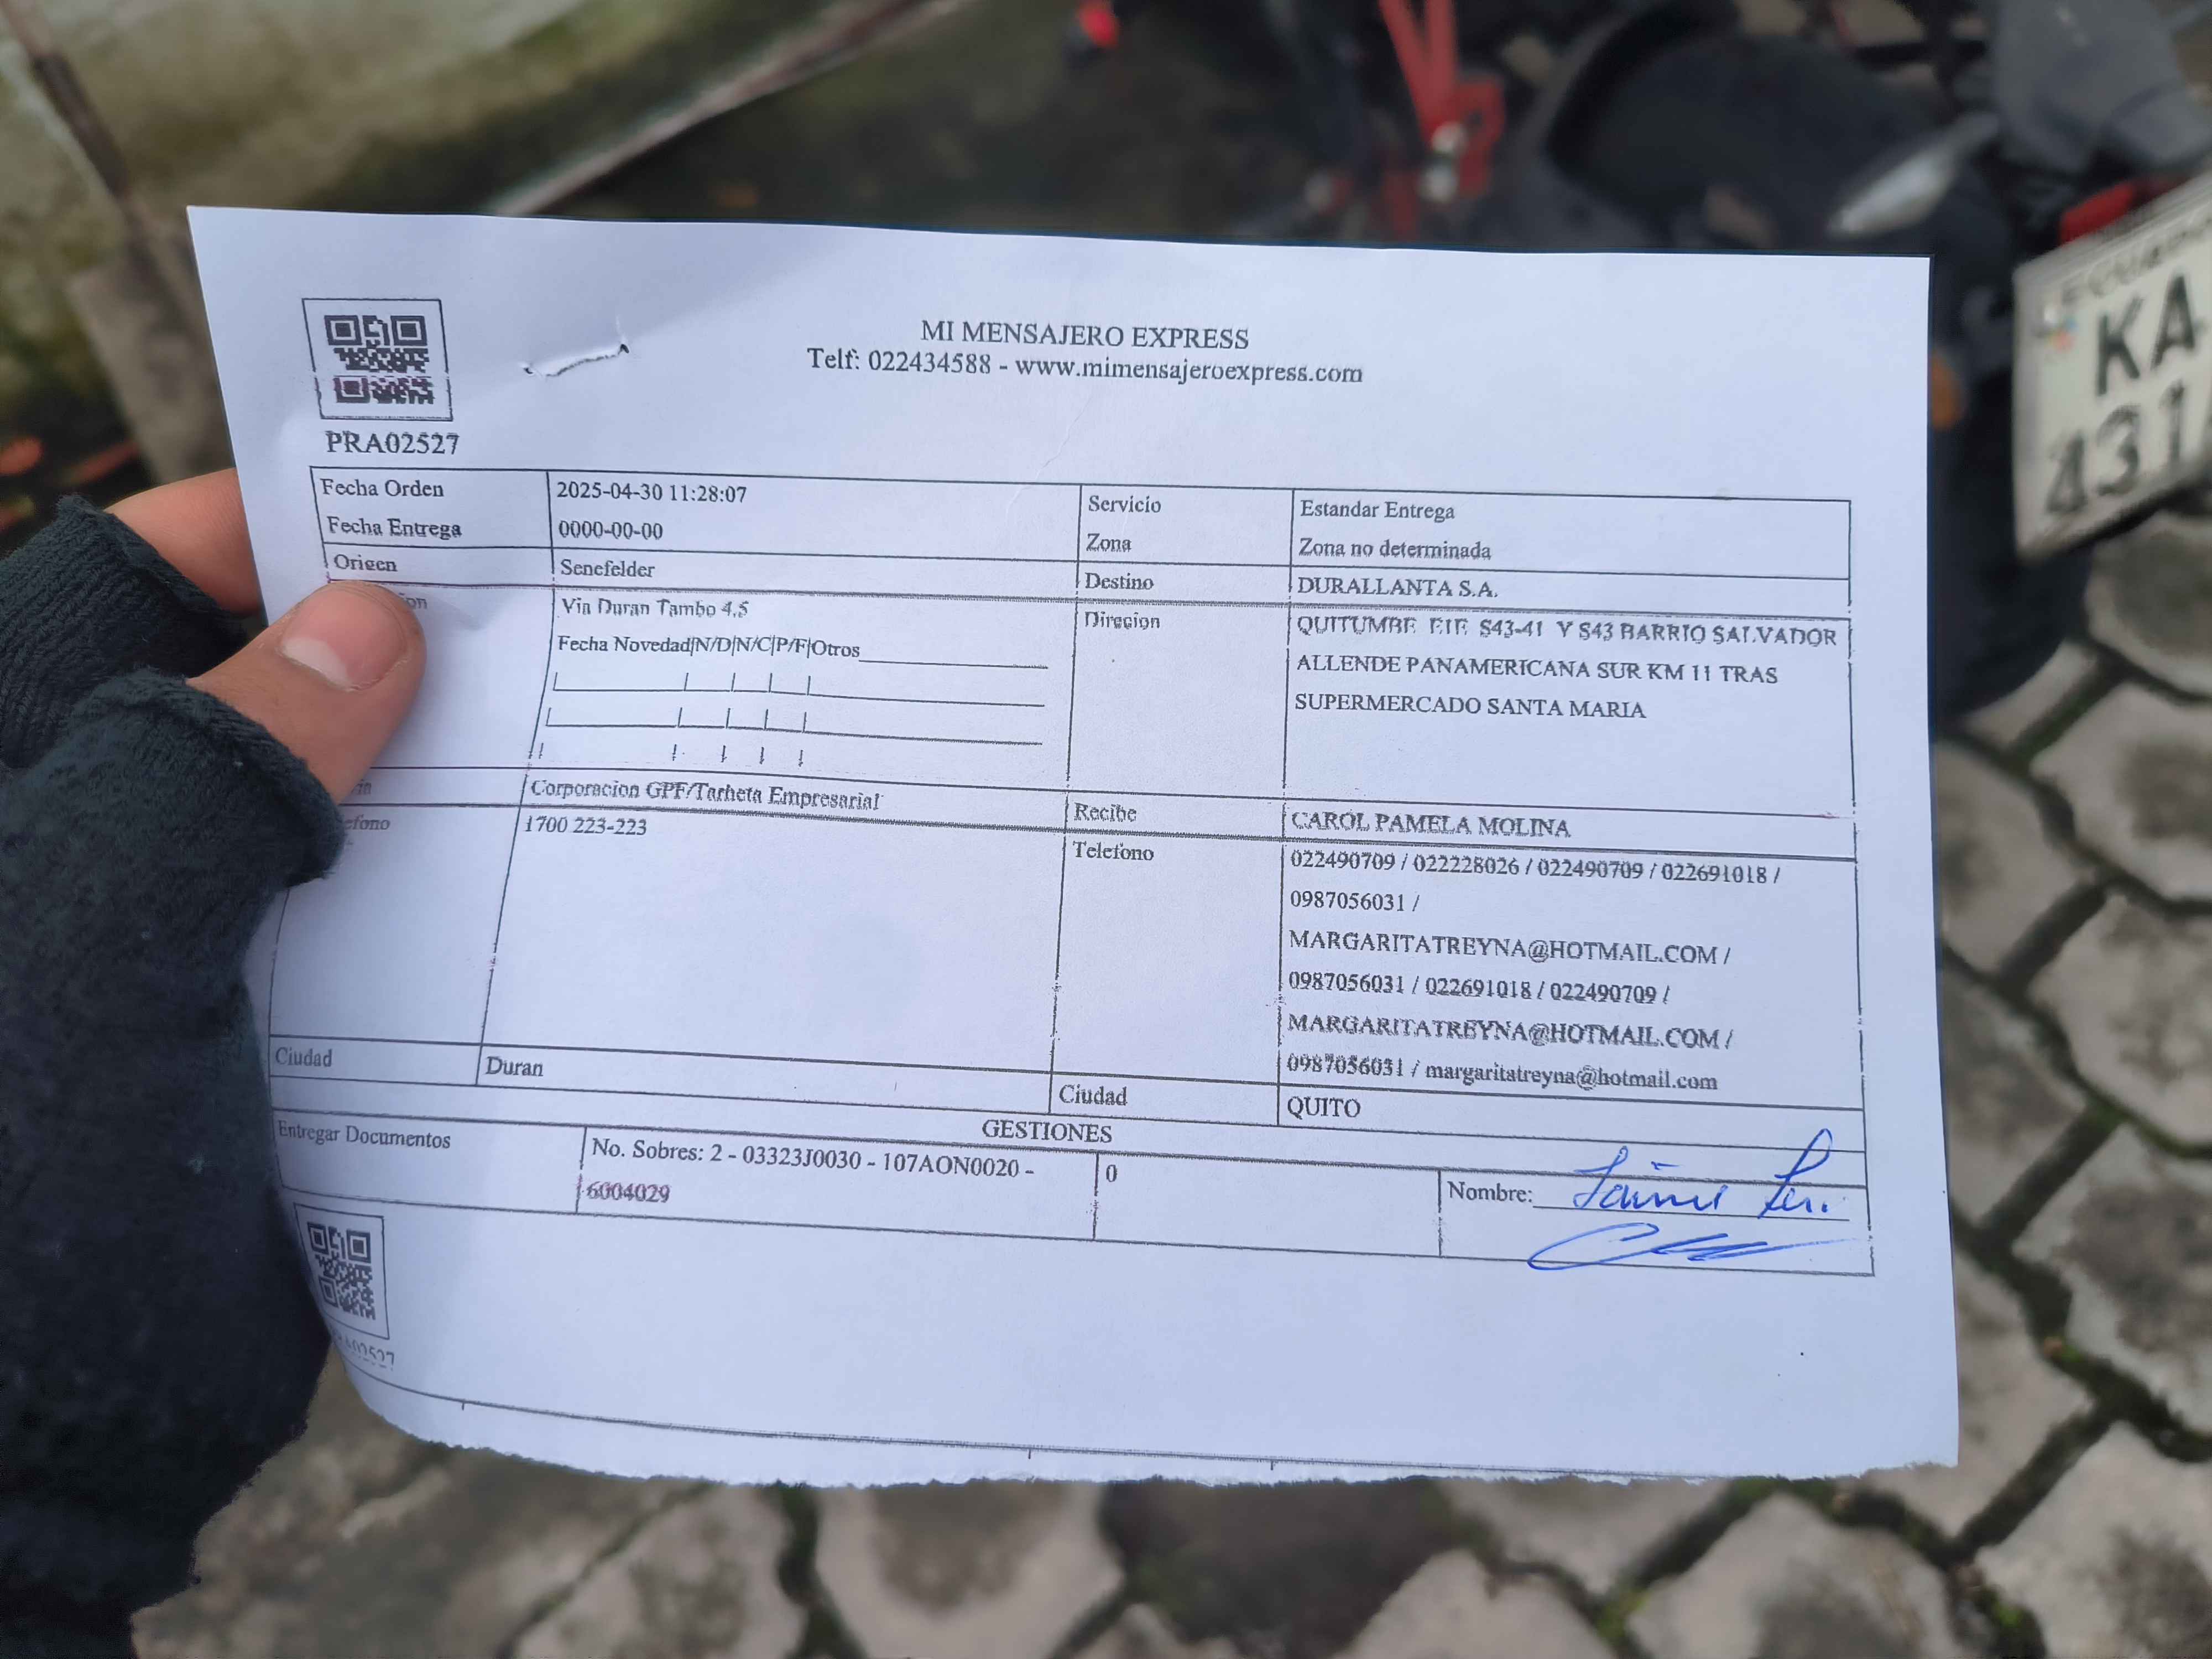 MI MENSAJERO EXPRESS
Telf: 022434588 - www.mimensajeroexpress.com
PRA02527
Fecha Orden 2025-04-30 11:28:07 Servicio Estandar Entrega
Fecha Entrega 0000-00-00 Zona Zona no determinada
Origen Senefelder Destino DURALLANTA S.A.
Via Duran Tambo 4,5 Direcion QUITUMBE E1E S43-41 Y S43 BARRIO SALVADOR
Fecha Novedad|N/D|N/C|P/F|Otros ALLENDE PANAMERICANA SUR KM 11 TRAS
SUPERMERCADO SANTA MARIA
Corporacion GPF/Tarheta Empresarial Recibe CAROL PAMELA MOLINA
efono 1700 223-223 Telefono 022490709 / 022228026 / 022490709 / 022691018 /
0987056031 /
MARGARITATREYNA@HOTMAIL.COM /
0987056031 / 022691018 / 022490709 /
MARGARITATREYNA@HOTMAIL.COM /
0987056031 / margaritatreyna@hotmail.com
Ciudad Duran Ciudad QUITO
GESTIONES
Entregar Documentos No. Sobres: 2 - 03323J0030 - 107AON0020 - 0 Nombre:
6004029
KA
431